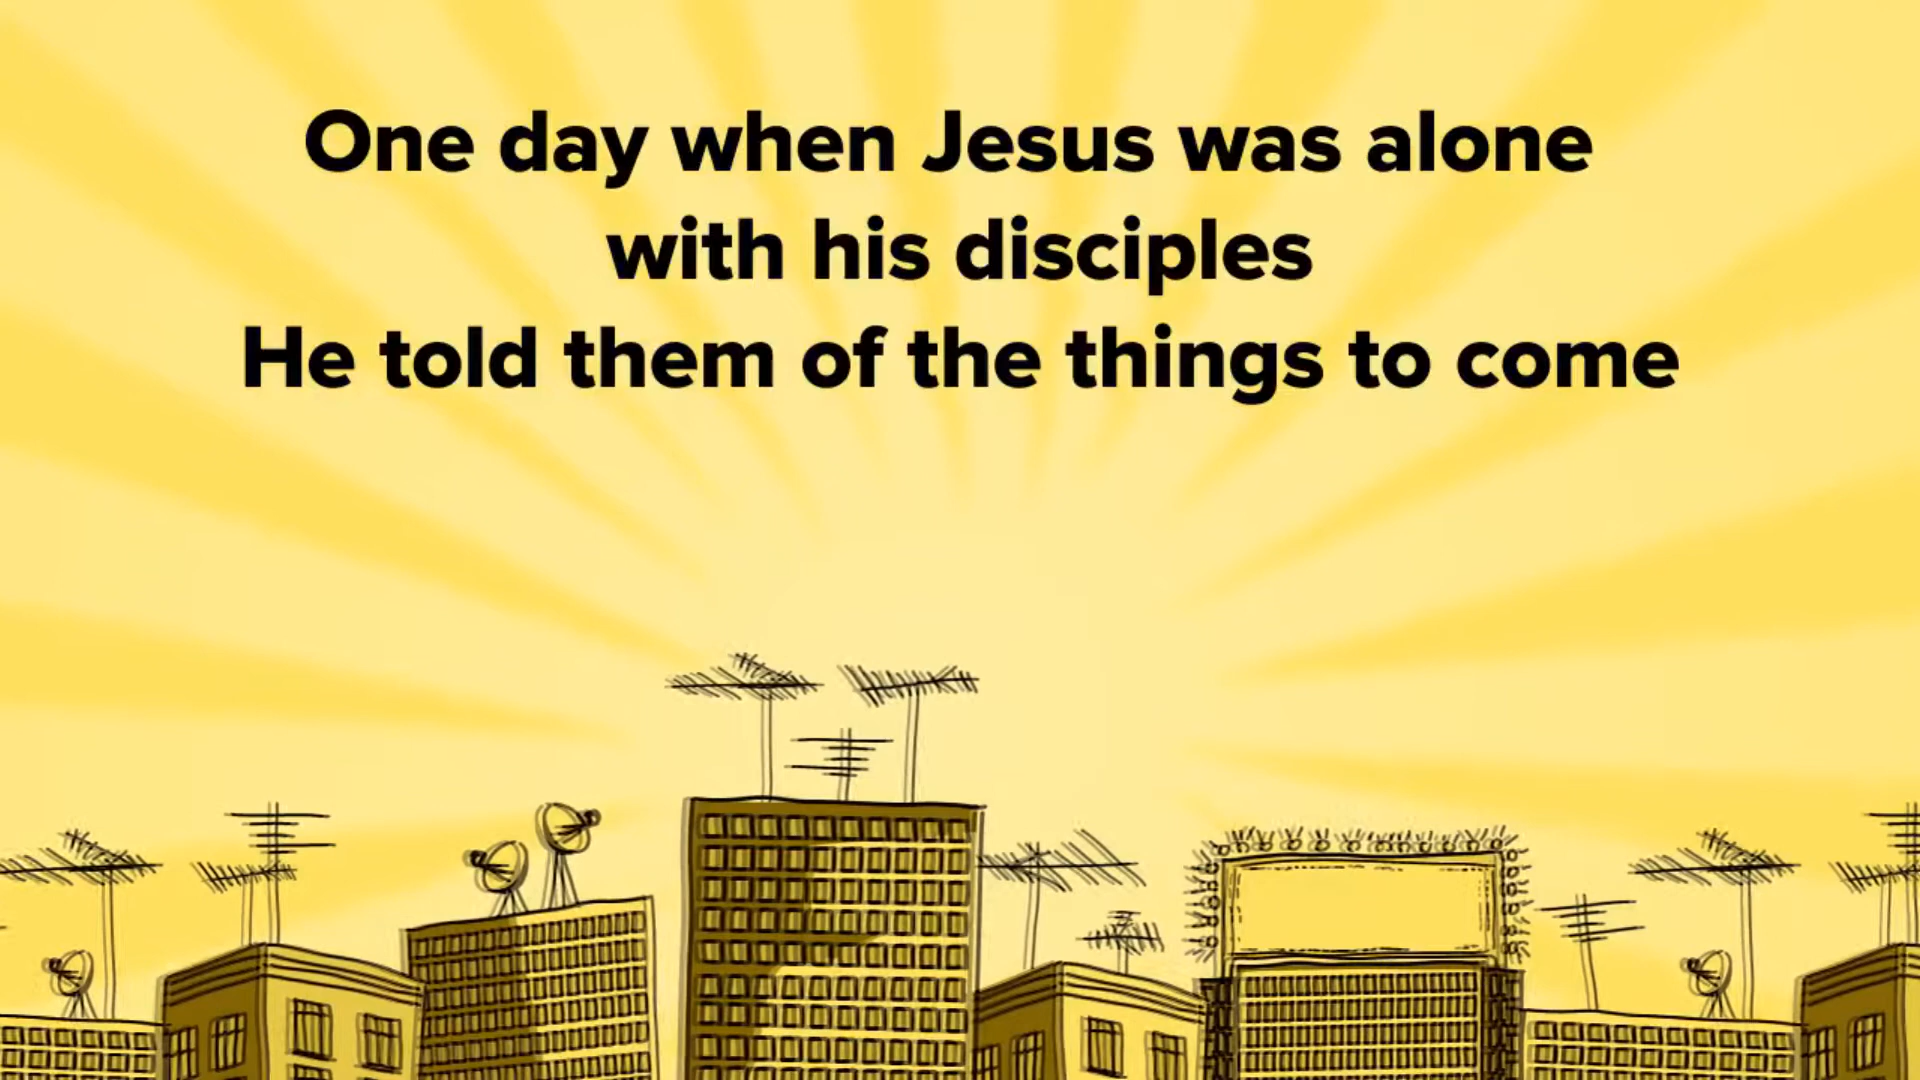 One day when Jesus was alone
with his disciples
He told them of the things to come